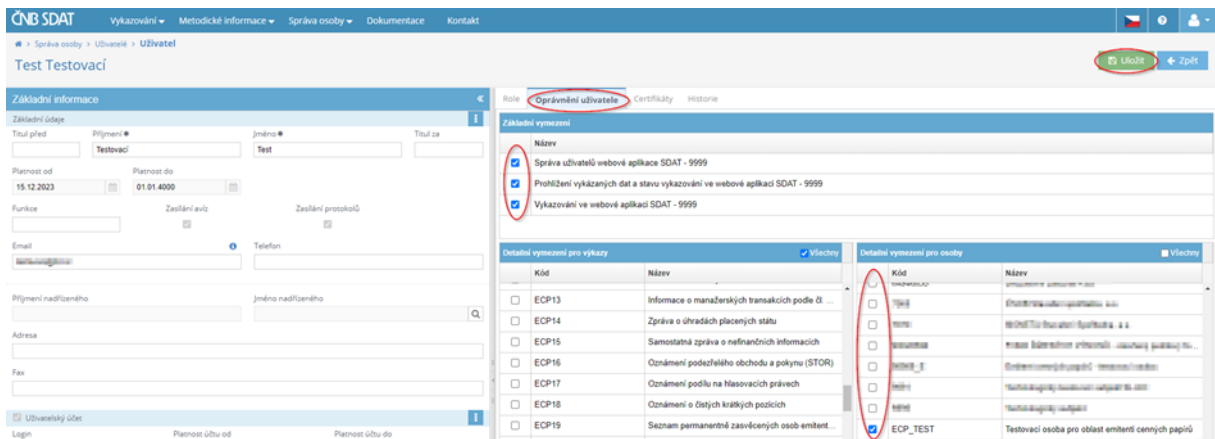 ČNB SDAT Vykazování Metodické informace Správa osoby Dokumentace Kontakt
> Správa osoby > Uživatelé > Uživatel
Test Testovací
Uložit Zpět
Základní informace
Základní údaje
Titul před Příjmení Jméno Titul za
Testovací Test
Platnost od Platnost do
15.12.2023 01.01.4000
Funkce Zasílání avíz Zasílání protokolů
Email Telefon
Příjmení nadřízeného Jméno nadřízeného
Adresa
Fax
Uživatelský účet
Login Platnost účtu od Platnost účtu do
Role Oprávnění uživatele Certifikáty Historie
Základní vymezení
Název
Správa uživatelů webové aplikace SDAT - 9999
Prohlížení vykázaných dat a stavu vykazování ve webové aplikaci SDAT - 9999
Vykazování ve webové aplikaci SDAT - 9999
Detailní vymezení pro výkazy Všechny
Kód Název
ECP13 Informace o manažerských transakcích podle čl. ...
ECP14 Zpráva o úhradách placených státu
ECP15 Samostatná zpráva o nefinančních informacích
ECP16 Oznámení podezřelého obchodu a pokynu (STOR)
ECP17 Oznámení podílu na hlasovacích právech
ECP18 Oznámení o čistých krátkých pozicích
ECP19 Seznam permanentně zasvěcených osob emitent...
Detailní vymezení pro osoby Všechny
Kód Název
ECP_TEST Testovací osoba pro oblast emitentí cenných papírů